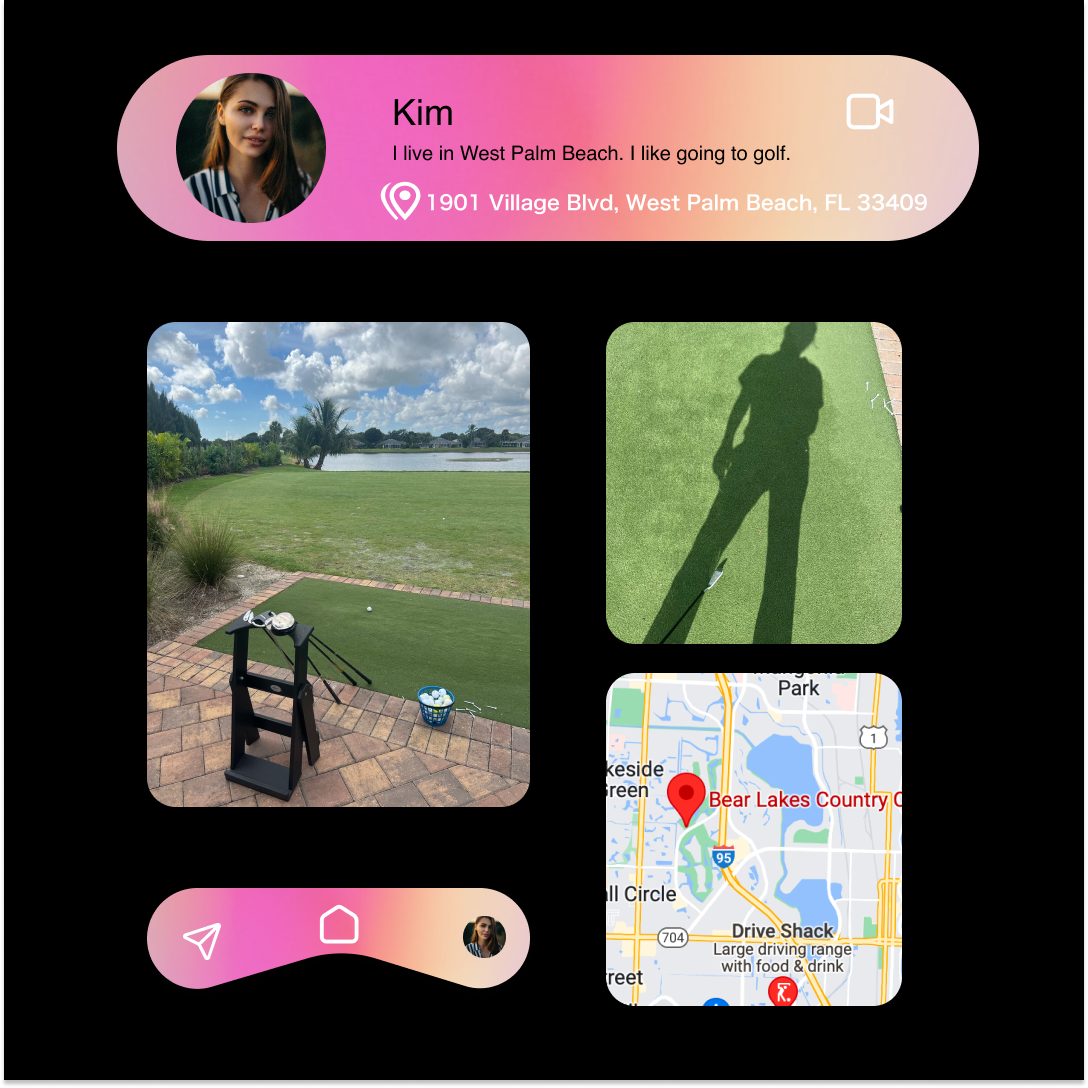 Kim
I live in West Palm Beach. I like going to golf.
1901 Village Blvd, West Palm Beach, FL 33409
Park
1
keside
Green
Bear Lakes Country C
95
ll Circle
704
Drive Shack
Large driving range
with food & drink
reet